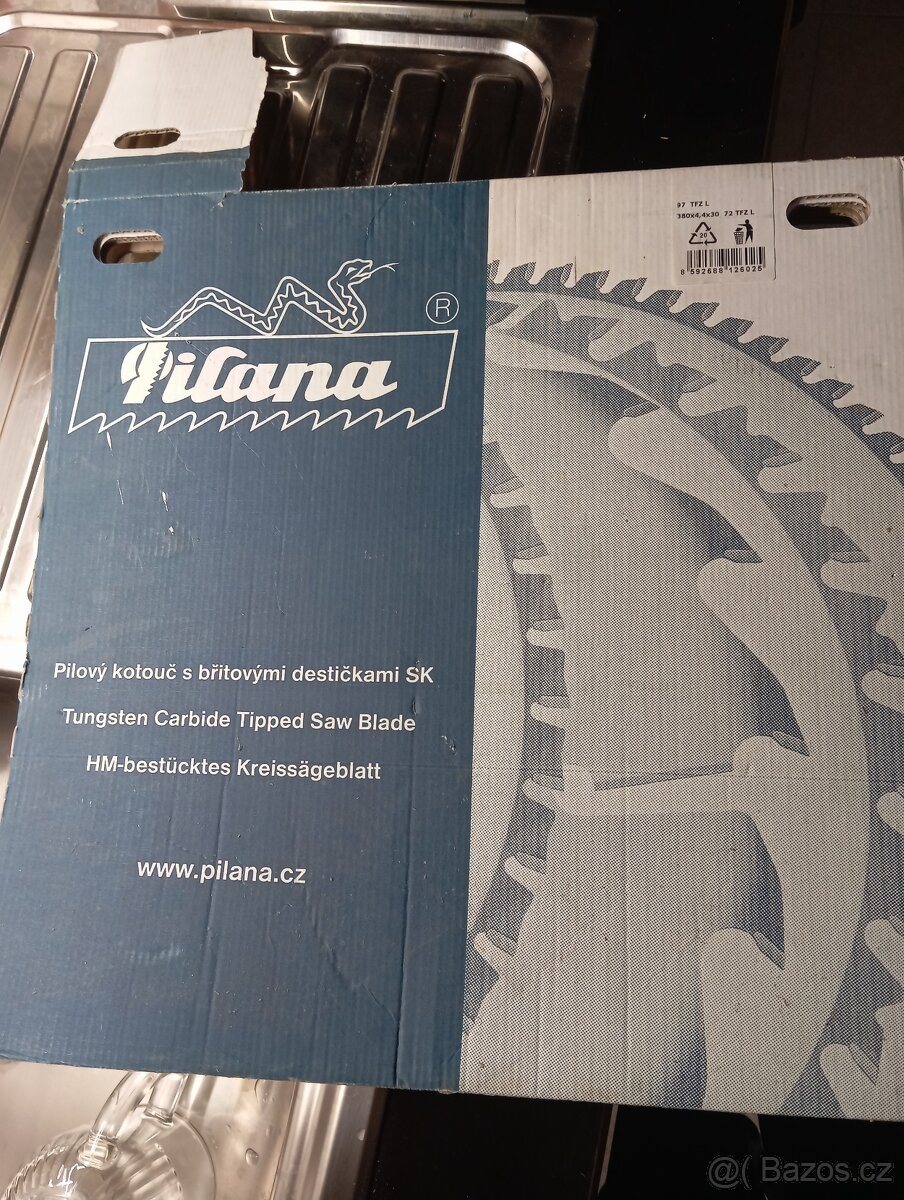 97 TFZ L
380x4,4x30 72 TFZ L
20
8 592688 126025
®
Pilana
Pilový kotouč s břitovými destičkami SK
Tungsten Carbide Tipped Saw Blade
HM-bestücktes Kreissägeblatt
www.pilana.cz
@( Bazos.cz